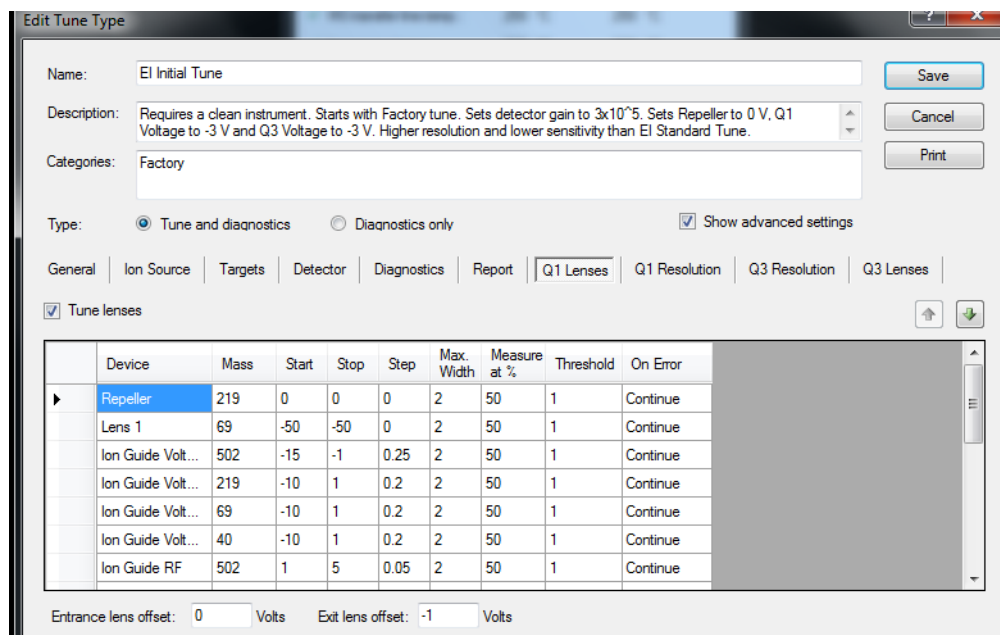 Edit Tune Type
Name: EI Initial Tune
Save
Description: Requires a clean instrument. Starts with Factory tune. Sets detector gain to 3x10^5. Sets Repeller to 0 V, Q1
Voltage to -3 V and Q3 Voltage to -3 V. Higher resolution and lower sensitivity than EI Standard Tune.
Cancel
Print
Categories: Factory
Type: Tune and diagnostics Diagnostics only Show advanced settings
General Ion Source Targets Detector Diagnostics Report Q1 Lenses Q1 Resolution Q3 Resolution Q3 Lenses
Tune lenses
Device Mass Start Stop Step Max. Width Measure at % Threshold On Error
Repeller 219 0 0 0 2 50 1 Continue
Lens 1 69 -50 -50 0 2 50 1 Continue
Ion Guide Volt... 502 -15 -1 0.25 2 50 1 Continue
Ion Guide Volt... 219 -10 1 0.2 2 50 1 Continue
Ion Guide Volt... 69 -10 1 0.2 2 50 1 Continue
Ion Guide Volt... 40 -10 1 0.2 2 50 1 Continue
Ion Guide RF 502 1 5 0.05 2 50 1 Continue
Entrance lens offset: 0 Volts Exit lens offset: -1 Volts